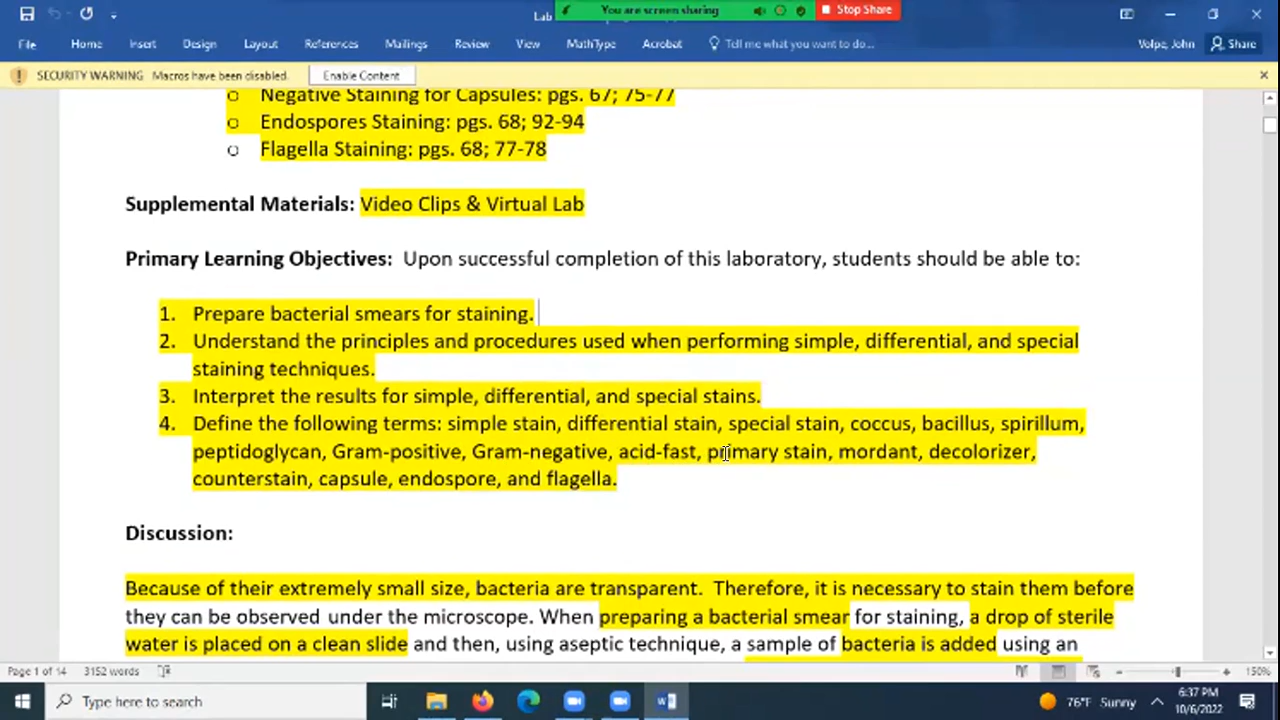 Lab
You are screen sharing
Stop Share
File Home Insert Design Layout References Mailings Review View MathType Acrobat Tell me what you want to do... Volpe, John Share
SECURITY WARNING Macros have been disabled. Enable Content
o Negative Staining for Capsules: pgs. 67; 75-77
o Endospores Staining: pgs. 68; 92-94
o Flagella Staining: pgs. 68; 77-78
Supplemental Materials: Video Clips & Virtual Lab
Primary Learning Objectives: Upon successful completion of this laboratory, students should be able to:
1. Prepare bacterial smears for staining.
2. Understand the principles and procedures used when performing simple, differential, and special
staining techniques.
3. Interpret the results for simple, differential, and special stains.
4. Define the following terms: simple stain, differential stain, special stain, coccus, bacillus, spirillum,
peptidoglycan, Gram-positive, Gram-negative, acid-fast, primary stain, mordant, decolorizer,
counterstain, capsule, endospore, and flagella.
Discussion:
Because of their extremely small size, bacteria are transparent. Therefore, it is necessary to stain them before
they can be observed under the microscope. When preparing a bacterial smear for staining, a drop of sterile
water is placed on a clean slide and then, using aseptic technique, a sample of bacteria is added using an
Page 1 of 14 3152 words 150%
Type here to search
76°F Sunny
6:37 PM
10/6/2022